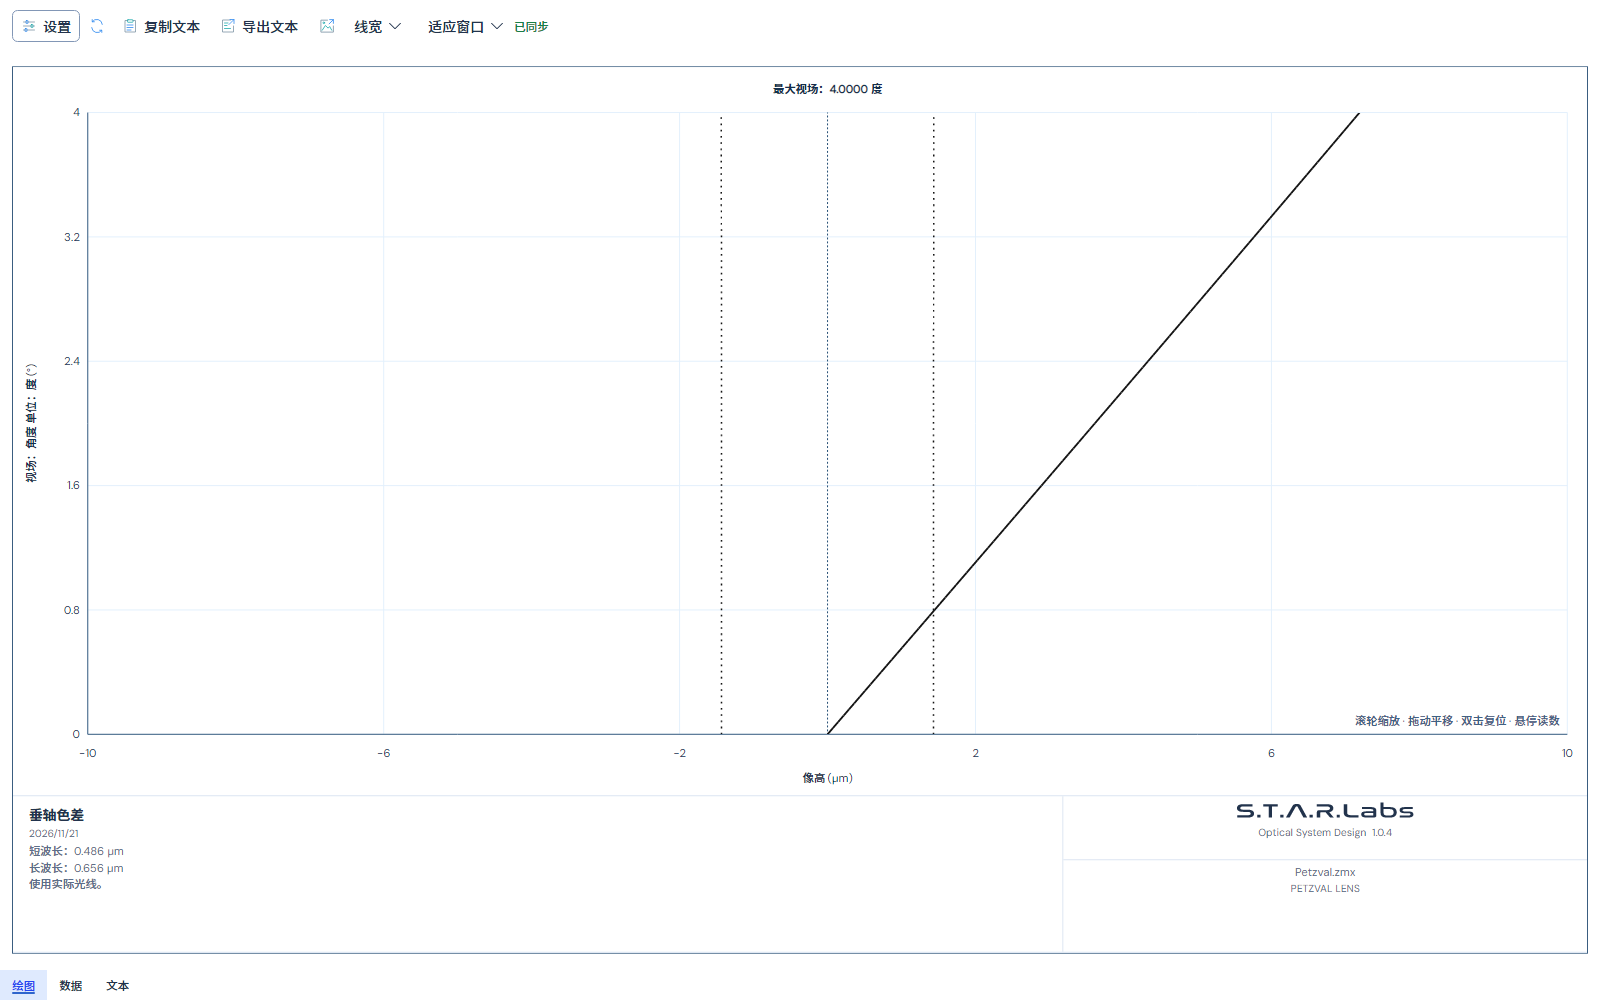 设置 复制文本 导出文本 线宽 适应窗口 已同步
最大视场：4.0000 度
4
3.2
2.4
1.6
0.8
0
视场：角度 单位：度 (°)
滚轮缩放 · 拖动平移 · 双击复位 · 悬停读数
-10 -6 -2 2 6 10
像高 (μm)
垂轴色差
2026/11/21
短波长：0.486 μm
长波长：0.656 μm
使用实际光线。
S.T.A.R.Labs
Optical System Design 1.0.4
Petzval.zmx
PETZVAL LENS
绘图 数据 文本